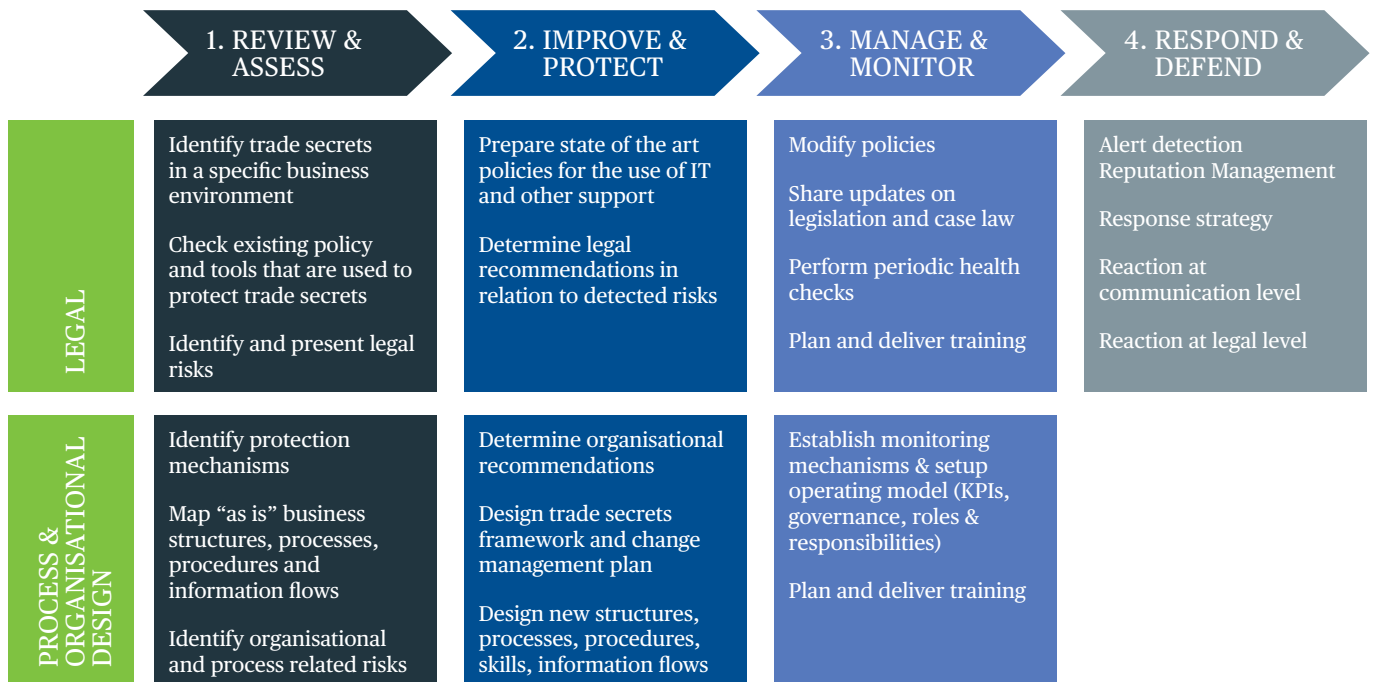 1. REVIEW &
ASSESS
2. IMPROVE &
PROTECT
3. MANAGE &
MONITOR
4. RESPOND &
DEFEND
LEGAL
Identify trade secrets
in a specific business
environment
Check existing policy
and tools that are used to
protect trade secrets
Identify and present legal
risks
Prepare state of the art
policies for the use of IT
and other support
Determine legal
recommendations in
relation to detected risks
Modify policies
Share updates on
legislation and case law
Perform periodic health
checks
Plan and deliver training
Alert detection
Reputation Management
Response strategy
Reaction at
communication level
Reaction at legal level
PROCESS &
ORGANISATIONAL
DESIGN
Identify protection
mechanisms
Map “as is” business
structures, processes,
procedures and
information flows
Identify organisational
and process related risks
Determine organisational
recommendations
Design trade secrets
framework and change
management plan
Design new structures,
processes, procedures,
skills, information flows
Establish monitoring
mechanisms & setup
operating model (KPIs,
governance, roles &
responsibilities)
Plan and deliver training